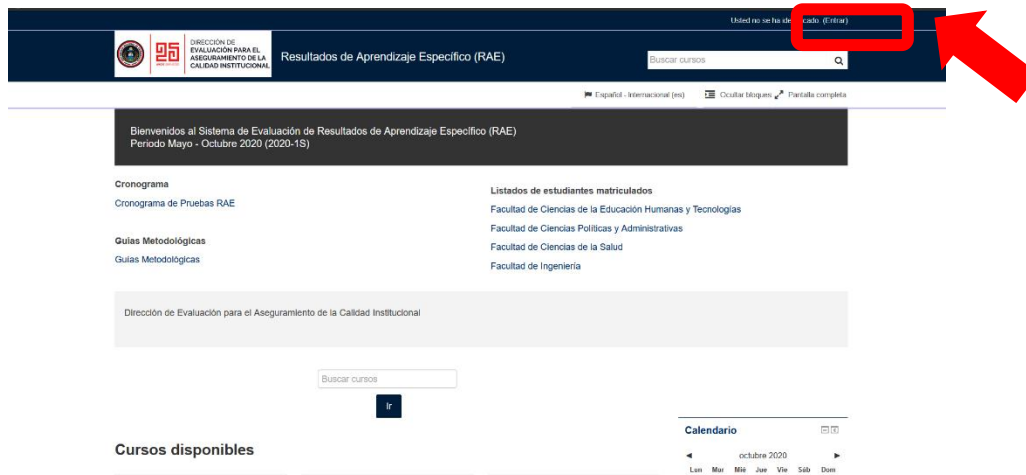 Usted no se ha identificado. (Entrar)
25
DIRECCIÓN DE
EVALUACIÓN PARA EL
ASEGURAMIENTO DE LA
CALIDAD INSTITUCIONAL
Resultados de Aprendizaje Específico (RAE)
Buscar cursos
Español - Internacional (es)
Ocultar bloques
Pantalla completa
Bienvenidos al Sistema de Evaluación de Resultados de Aprendizaje Específico (RAE)
Periodo Mayo - Octubre 2020 (2020-1S)
Cronograma
Cronograma de Pruebas RAE
Guias Metodológicas
Guias Metodológicas
Listados de estudiantes matriculados
Facultad de Ciencias de la Educación Humanas y Tecnologías
Facultad de Ciencias Políticas y Administrativas
Facultad de Ciencias de la Salud
Facultad de Ingeniería
Dirección de Evaluación para el Aseguramiento de la Calidad Institucional
Buscar cursos
Ir
Cursos disponibles
Calendario
octubre 2020
Lun Mar Mié Jue Vie Sáb Dom